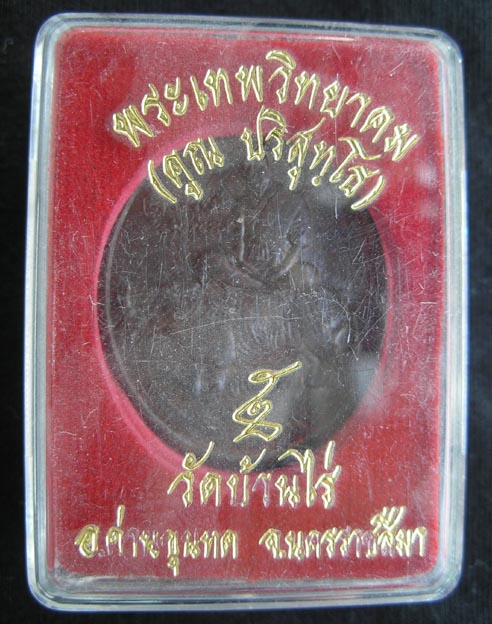 พระเทพวิทยาคม
(คูณ ปริสุทฺโธ)
วัดบ้านไร่
อ.ด่านขุนทด จ.นครราชสีมา